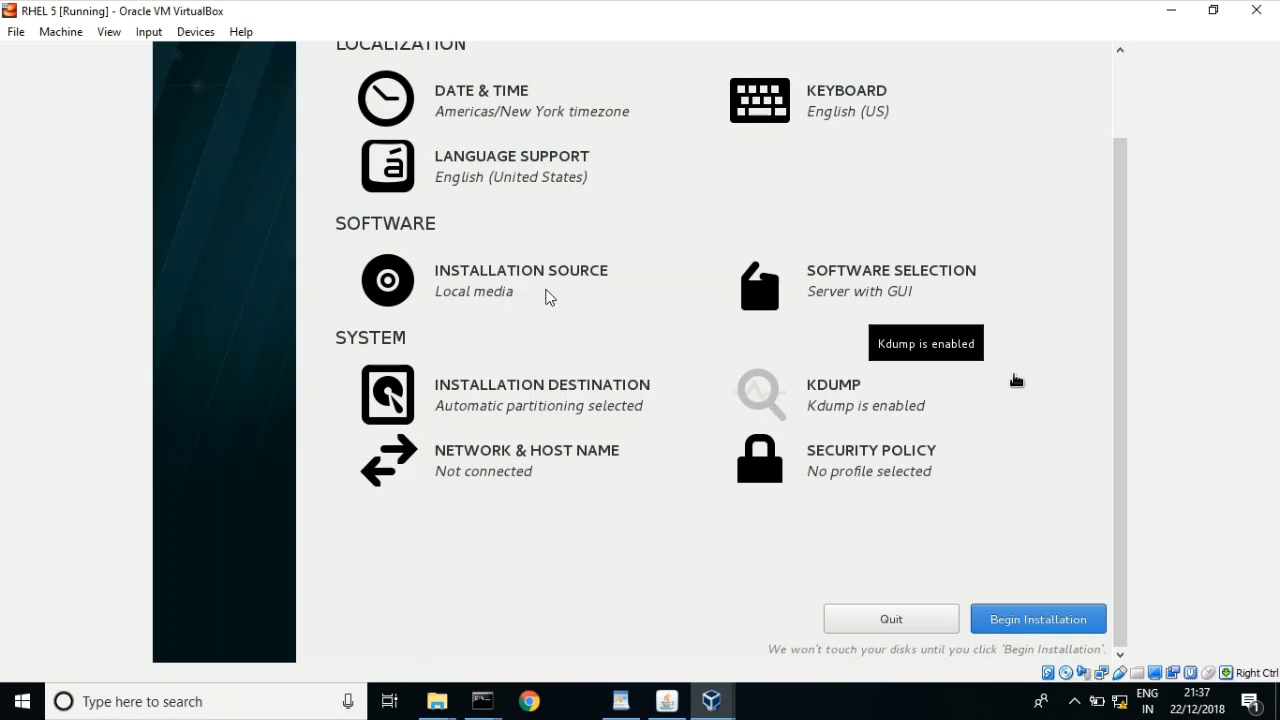 RHEL 5 [Running] - Oracle VM VirtualBox
File Machine View Input Devices Help
LOCALIZATION
DATE & TIME
Americas/New York timezone
KEYBOARD
English (US)
LANGUAGE SUPPORT
English (United States)
SOFTWARE
INSTALLATION SOURCE
Local media
SOFTWARE SELECTION
Server with GUI
SYSTEM
Kdump is enabled
INSTALLATION DESTINATION
Automatic partitioning selected
KDUMP
Kdump is enabled
NETWORK & HOST NAME
Not connected
SECURITY POLICY
No profile selected
Quit
Begin Installation
We won't touch your disks until you click 'Begin Installation'.
Right Ctrl
Type here to search
ENG
IN
21:37
22/12/2018
1